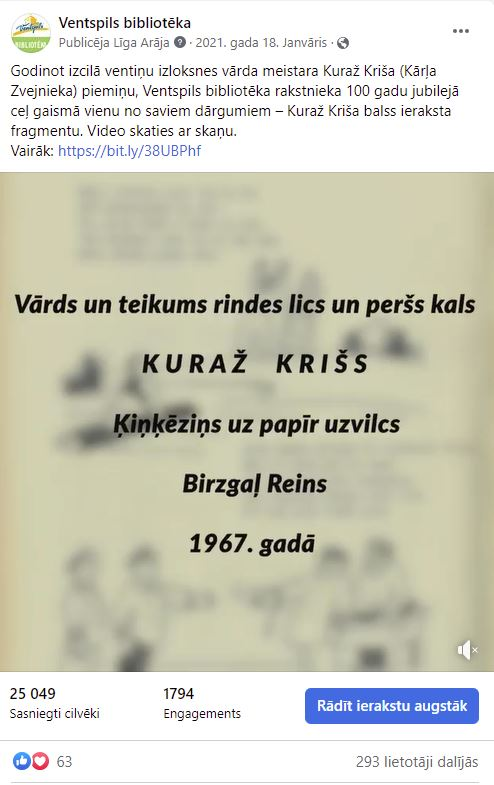 Ventspils bibliotēka
Publicēja Līga Arāja · 2021. gada 18. Janvāris ·
Godinot izcilā ventiņu izloksnes vārda meistara Kuraž Kriša (Kārļa
Zvejnieka) piemiņu, Ventspils bibliotēka rakstnieka 100 gadu jubilejā
ceļ gaismā vienu no saviem dārgumiem – Kuraž Kriša balss ieraksta
fragmentu. Video skaties ar skaņu.
Vairāk: https://bit.ly/38UBPhf
Vārds un teikums rindes lics un peršs kals
KURAŽ KRIŠS
Ķiņķēziņs uz papīr uzvilcs
Birzgaļ Reins
1967. gadā
25 049
Sasniegti cilvēki
1794
Engagements
Rādīt ierakstu augstāk
63
293 lietotāji dalījās